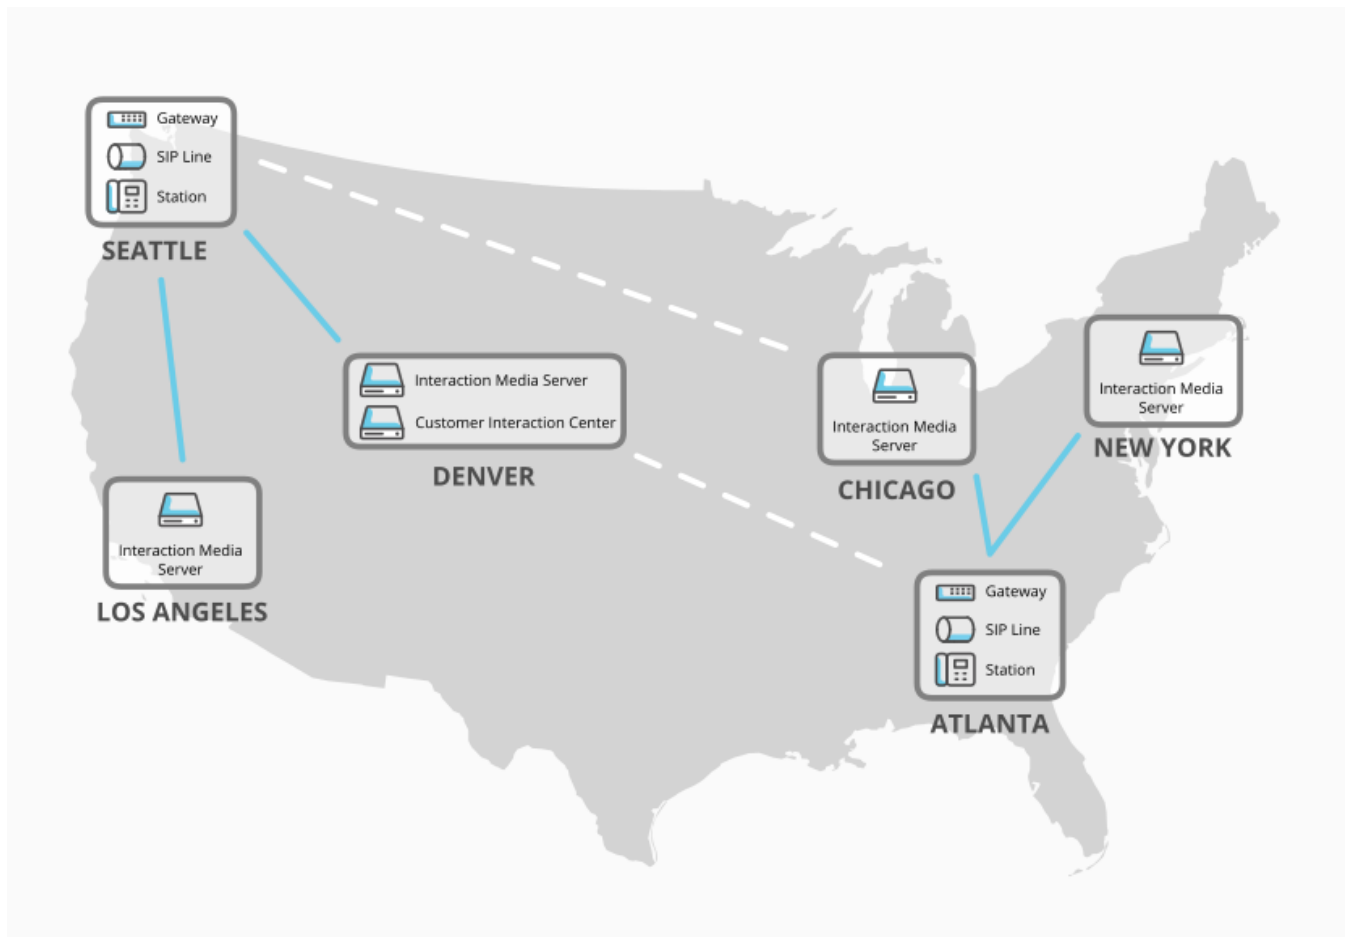 Gateway
SIP Line
Station
SEATTLE
Interaction Media Server
Customer Interaction Center
DENVER
Interaction Media
Server
LOS ANGELES
Interaction Media
Server
CHICAGO
Interaction Media
Server
NEW YORK
Gateway
SIP Line
Station
ATLANTA